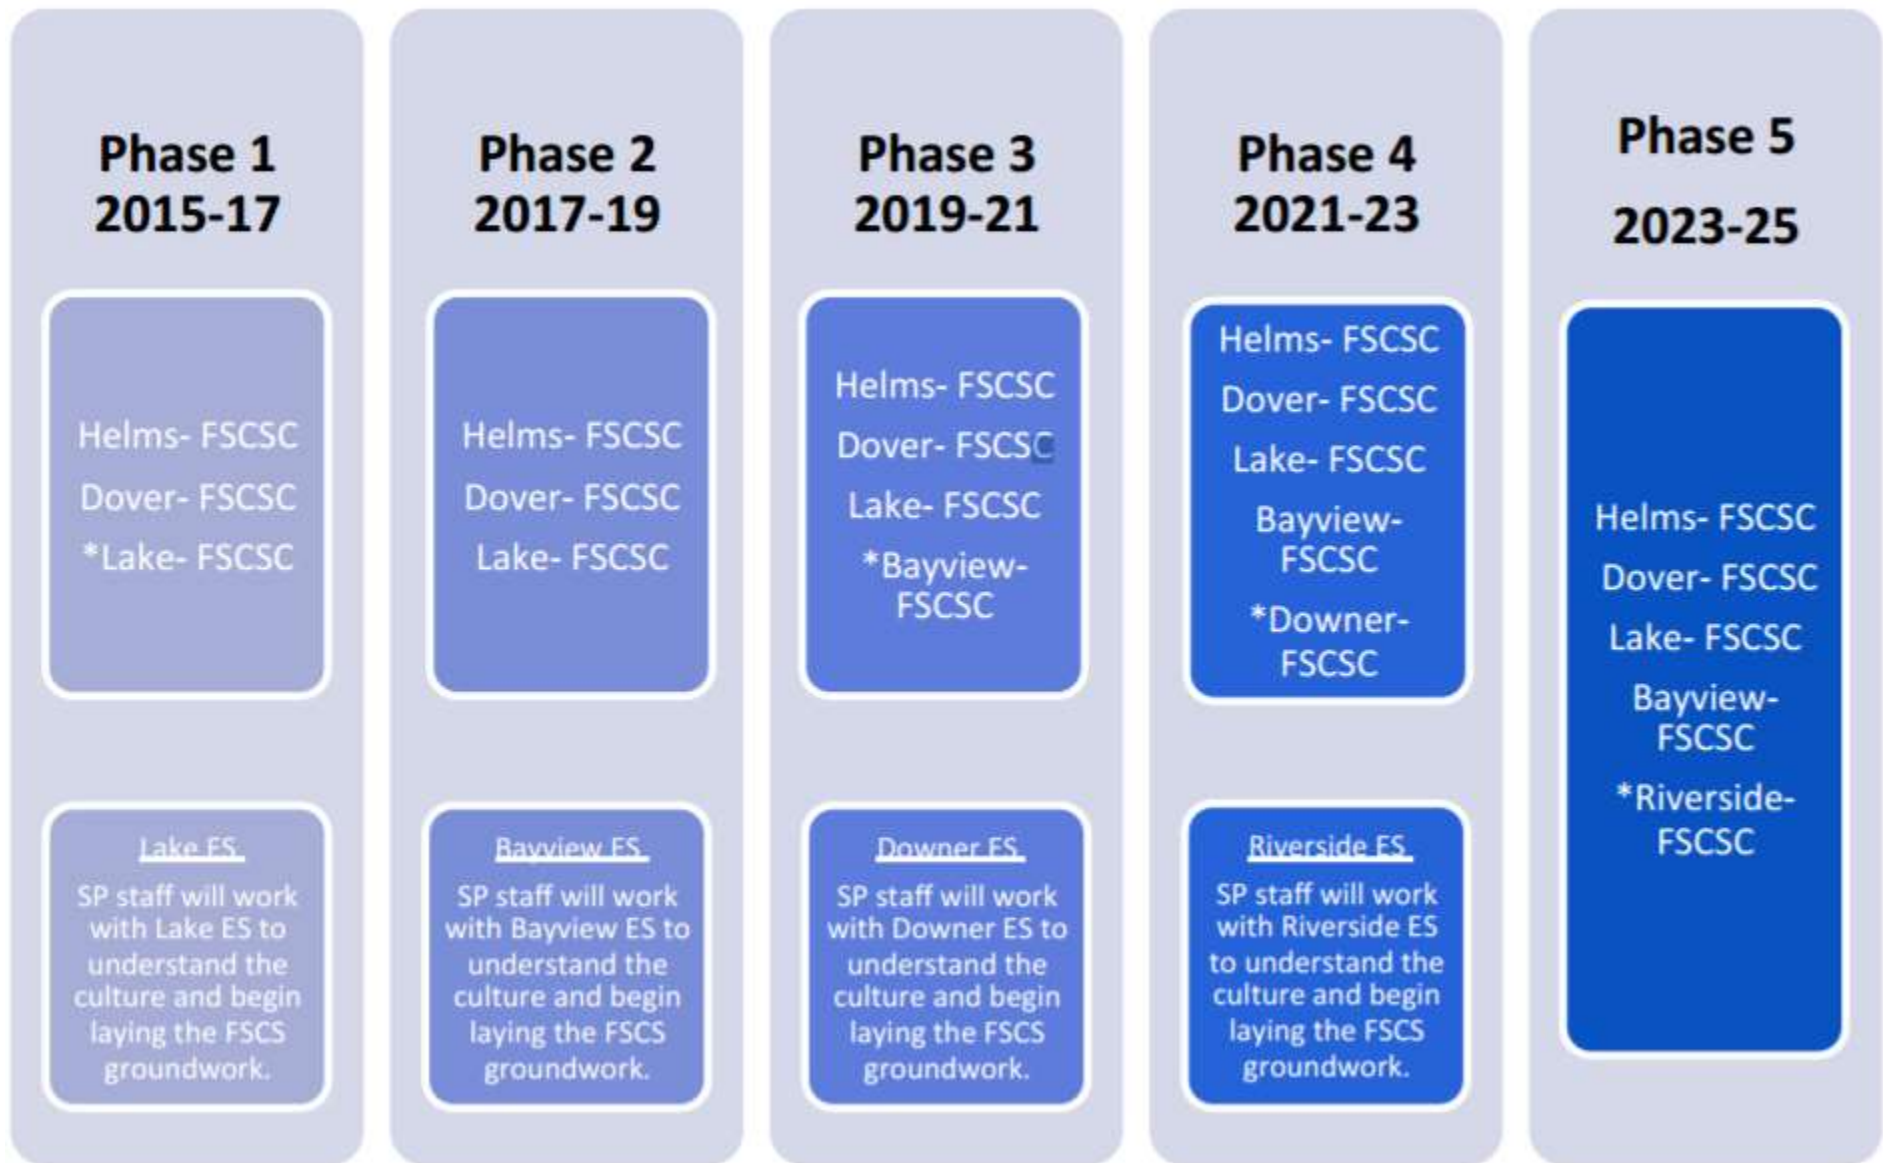 Phase 1
2015-17
Helms- FSCSC
Dover- FSCSC
*Lake- FSCSC
Lake ES
SP staff will work
with Lake ES to
understand the
culture and begin
laying the FSCS
groundwork.
Phase 2
2017-19
Helms- FSCSC
Dover- FSCSC
Lake- FSCSC
Bayview ES
SP staff will work
with Bayview ES to
understand the
culture and begin
laying the FSCS
groundwork.
Phase 3
2019-21
Helms- FSCSC
Dover- FSCSC
Lake- FSCSC
*Bayview-
FSCSC
Downer ES
SP staff will work
with Downer ES to
understand the
culture and begin
laying the FSCS
groundwork.
Phase 4
2021-23
Helms- FSCSC
Dover- FSCSC
Lake- FSCSC
Bayview-
FSCSC
*Downer-
FSCSC
Riverside ES
SP staff will work
with Riverside ES
to understand the
culture and begin
laying the FSCS
groundwork.
Phase 5
2023-25
Helms- FSCSC
Dover- FSCSC
Lake- FSCSC
Bayview-
FSCSC
*Riverside-
FSCSC